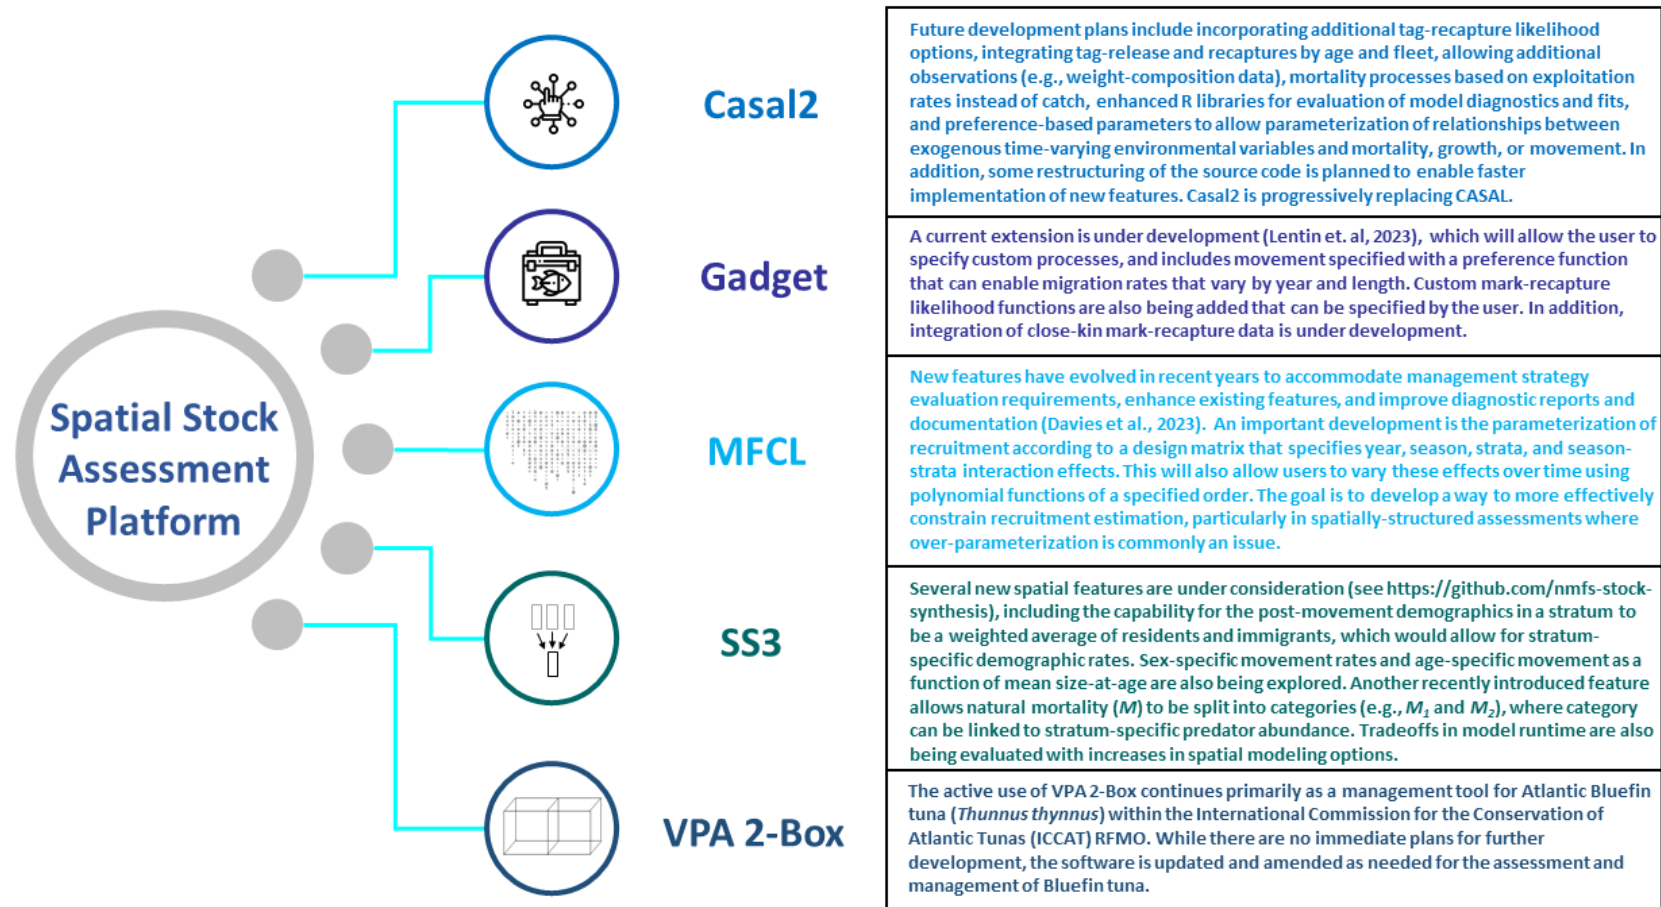 Spatial Stock
Assessment
Platform
Casal2
Future development plans include incorporating additional tag-recapture likelihood
options, integrating tag-release and recaptures by age and fleet, allowing additional
observations (e.g., weight-composition data), mortality processes based on exploitation
rates instead of catch, enhanced R libraries for evaluation of model diagnostics and fits,
and preference-based parameters to allow parameterization of relationships between
exogenous time-varying environmental variables and mortality, growth, or movement. In
addition, some restructuring of the source code is planned to enable faster
implementation of new features. Casal2 is progressively replacing CASAL.
Gadget
A current extension is under development (Lentin et. al, 2023), which will allow the user to
specify custom processes, and includes movement specified with a preference function
that can enable migration rates that vary by year and length. Custom mark-recapture
likelihood functions are also being added that can be specified by the user. In addition,
integration of close-kin mark-recapture data is under development.
MFCL
New features have evolved in recent years to accommodate management strategy
evaluation requirements, enhance existing features, and improve diagnostic reports and
documentation (Davies et al., 2023). An important development is the parameterization of
recruitment according to a design matrix that specifies year, season, strata, and season-
strata interaction effects. This will also allow users to vary these effects over time using
polynomial functions of a specified order. The goal is to develop a way to more effectively
constrain recruitment estimation, particularly in spatially-structured assessments where
over-parameterization is commonly an issue.
SS3
Several new spatial features are under consideration (see https://github.com/nmfs-stock-
synthesis), including the capability for the post-movement demographics in a stratum to
be a weighted average of residents and immigrants, which would allow for stratum-
specific demographic rates. Sex-specific movement rates and age-specific movement as a
function of mean size-at-age are also being explored. Another recently introduced feature
allows natural mortality (M) to be split into categories (e.g., M₁ and M₂), where category
can be linked to stratum-specific predator abundance. Tradeoffs in model runtime are also
being evaluated with increases in spatial modeling options.
VPA 2-Box
The active use of VPA 2-Box continues primarily as a management tool for Atlantic Bluefin
tuna (Thunnus thynnus) within the International Commission for the Conservation of
Atlantic Tunas (ICCAT) RFMO. While there are no immediate plans for further
development, the software is updated and amended as needed for the assessment and
management of Bluefin tuna.